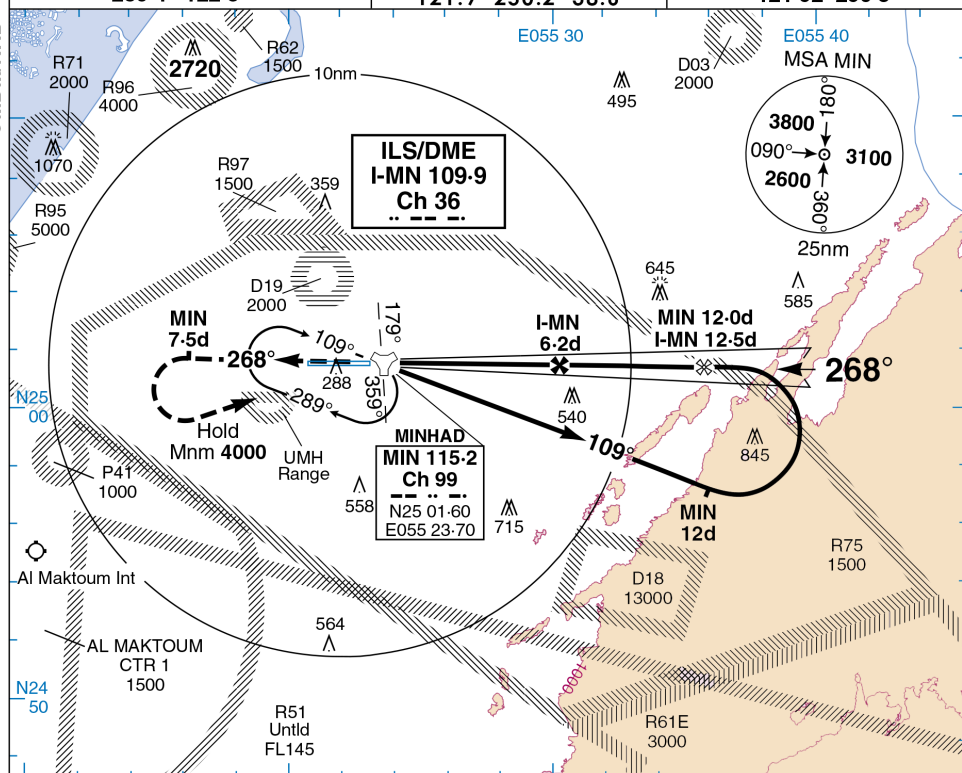 E055 30
E055 40
R62
1500
R71
2000
2720
R96
4000
D03
2000
MSA MIN
10nm
495
180°
3800
090°
3100
2600
360°
25nm
1070
ILS/DME
I-MN 109·9
Ch 36
R97
1500
359
R95
5000
D19
2000
645
585
MIN
7·5d
179°
I-MN
6·2d
MIN 12·0d
I-MN 12·5d
109°
268°
268°
288
359°
289°
N25
00
540
Hold
Mnm 4000
UMH
Range
MINHAD
MIN 115·2
Ch 99
N25 01·60
E055 23·70
109°
845
P41
1000
558
715
MIN
12d
Al Maktoum Int
R75
1500
D18
13000
564
AL MAKTOUM
CTR 1
1500
1000
N24
50
R51
Untld
FL145
R61E
3000